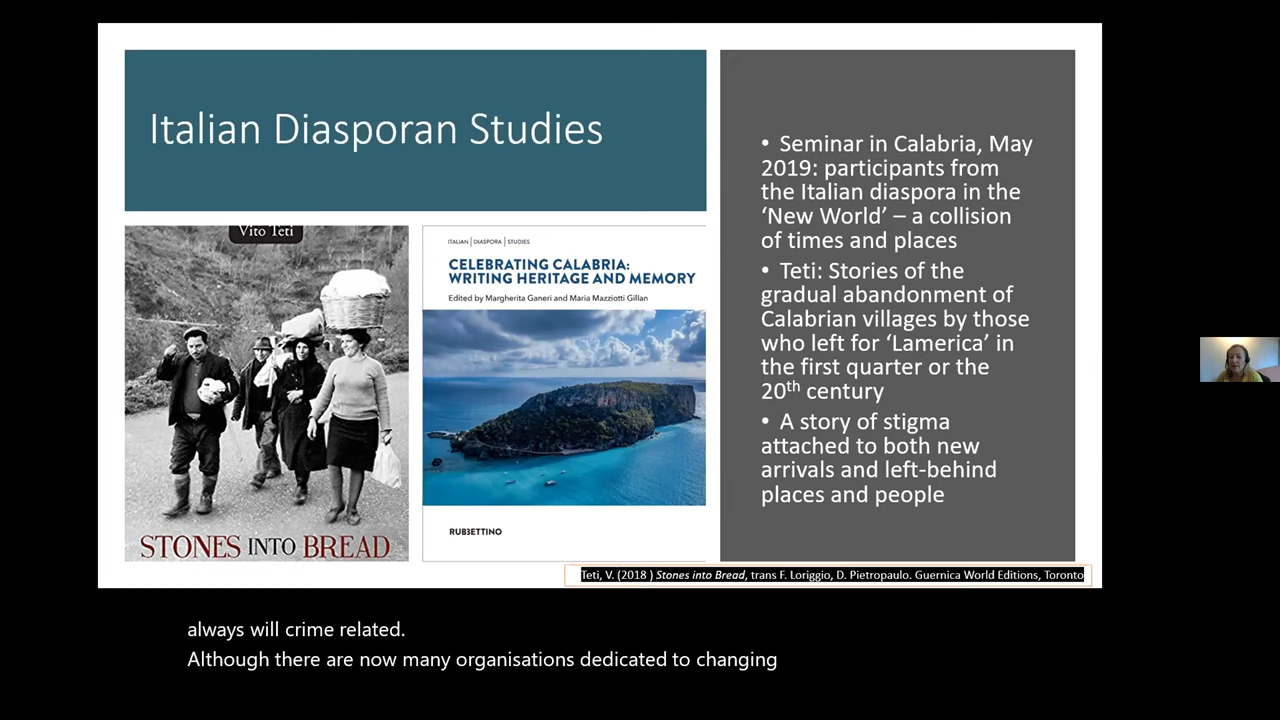 Italian Diasporan Studies
Vito Teti
STONES INTO BREAD
ITALIAN | DIASPORA | STUDIES
CELEBRATING CALABRIA:
WRITING HERITAGE AND MEMORY
Edited by Margherita Ganeri and Maria Mazziotti Gillan
RUBBETTINO
• Seminar in Calabria, May
2019: participants from
the Italian diaspora in the
‘New World’ – a collision
of times and places
• Teti: Stories of the
gradual abandonment of
Calabrian villages by those
who left for ‘Lamerica’ in
the first quarter or the
20th century
• A story of stigma
attached to both new
arrivals and left-behind
places and people
Teti, V. (2018 ) Stones into Bread, trans F. Loriggio, D. Pietropaulo. Guernica World Editions, Toronto
always will crime related.
Although there are now many organisations dedicated to changing